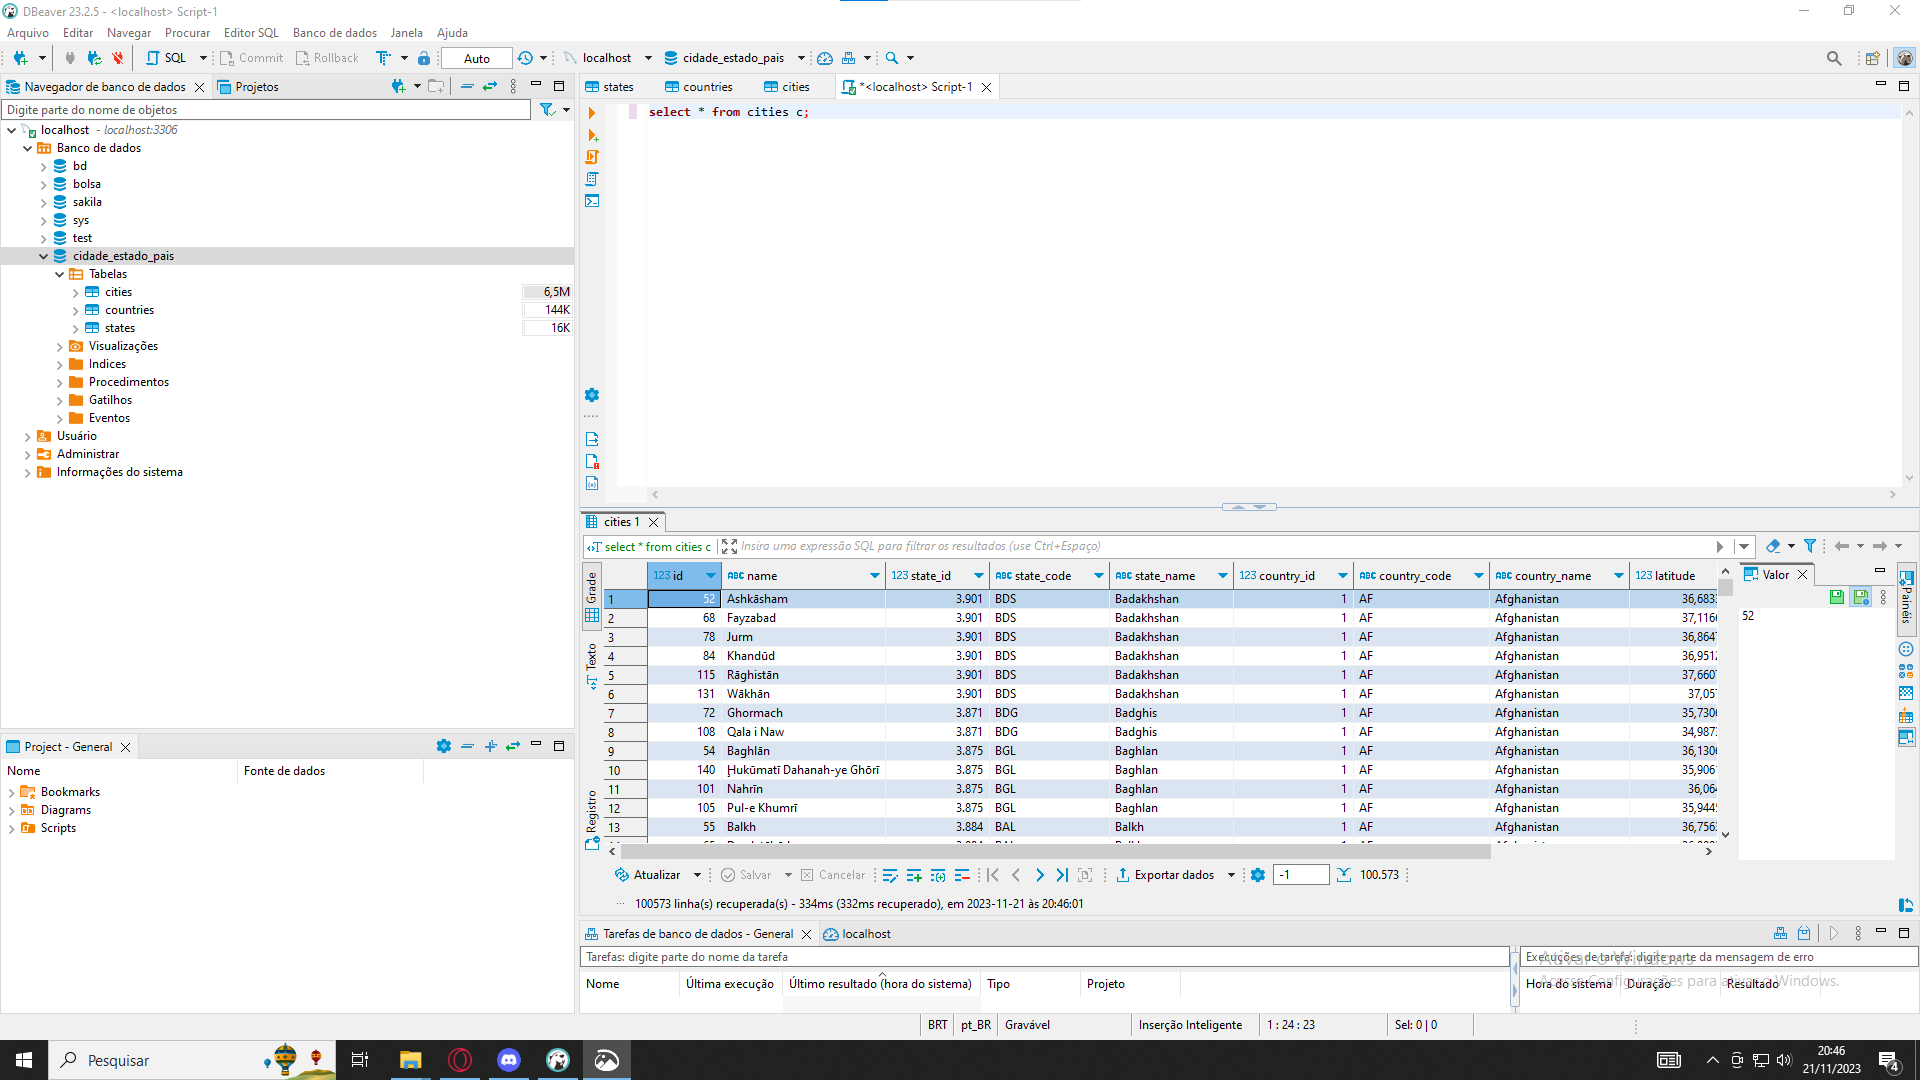 DBeaver 23.2.5 - <localhost> Script-1
Arquivo Editar Navegar Procurar Editor SQL Banco de dados Janela Ajuda
SQL Commit Rollback Auto localhost cidade_estado_pais
Navegador de banco de dados Projetos
Digite parte do nome de objetos
localhost - localhost:3306
Banco de dados
bd
bolsa
sakila
sys
test
cidade_estado_pais
Tabelas
cities 6,5M
countries 144K
states 16K
Visualizações
Indices
Procedimentos
Gatilhos
Eventos
Usuário
Administrar
Informações do sistema
Project - General
Nome Fonte de dados
Bookmarks
Diagrams
Scripts
states countries cities *<localhost> Script-1
select * from cities c;
cities 1
select * from cities c Insira uma expressão SQL para filtrar os resultados (use Ctrl+Espaço)
Grade
Texto
Registro
123 id ABC name 123 state_id ABC state_code ABC state_name 123 country_id ABC country_code ABC country_name 123 latitude
1 52 Ashkāsham 3.901 BDS Badakhshan 1 AF Afghanistan 36,683
2 68 Fayzabad 3.901 BDS Badakhshan 1 AF Afghanistan 37,116
3 78 Jurm 3.901 BDS Badakhshan 1 AF Afghanistan 36,864
4 84 Khandūd 3.901 BDS Badakhshan 1 AF Afghanistan 36,951
5 115 Rāghistān 3.901 BDS Badakhshan 1 AF Afghanistan 37,660
6 131 Wākhān 3.901 BDS Badakhshan 1 AF Afghanistan 37,05
7 72 Ghormach 3.871 BDG Badghis 1 AF Afghanistan 35,730
8 108 Qala i Naw 3.871 BDG Badghis 1 AF Afghanistan 34,987
9 54 Baghlān 3.875 BGL Baghlan 1 AF Afghanistan 36,130
10 140 Ḩukūmatī Dahanah-ye Ghōrī 3.875 BGL Baghlan 1 AF Afghanistan 35,906
11 101 Nahrīn 3.875 BGL Baghlan 1 AF Afghanistan 36,06
12 105 Pul-e Khumrī 3.875 BGL Baghlan 1 AF Afghanistan 35,944
13 55 Balkh 3.884 BAL Balkh 1 AF Afghanistan 36,756
Valor
52
Painéis
Atualizar Salvar Cancelar Exportar dados -1 100.573
100573 linha(s) recuperada(s) - 334ms (332ms recuperado), em 2023-11-21 às 20:46:01
Tarefas de banco de dados - General localhost
Tarefas: digite parte do nome da tarefa
Nome Última execução Último resultado (hora do sistema) Tipo Projeto
Execuções de tarefa: digite parte da mensagem de erro
Hora do sistema Duração Resultado
Ativar o Windows
Acesse Configurações para ativar o Windows.
BRT pt_BR Gravável Inserção Inteligente 1 : 24 : 23 Sel: 0 | 0
Pesquisar
20:46
21/11/2023
4